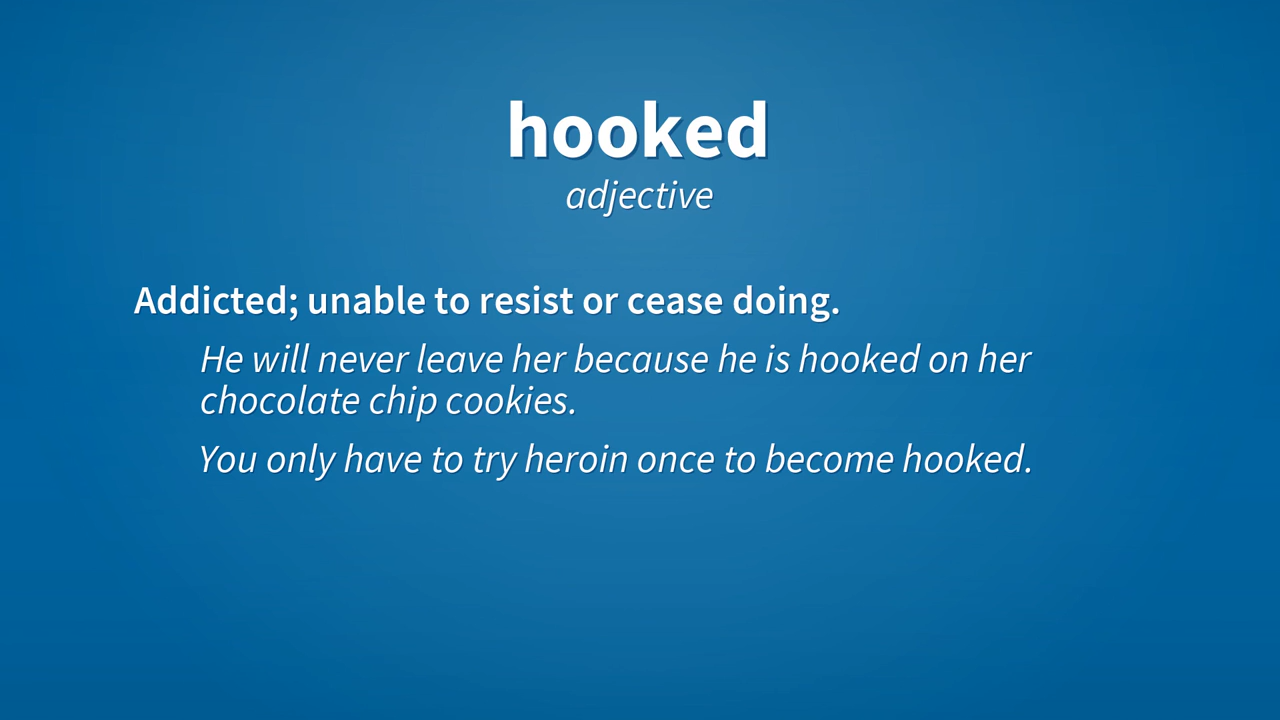 hooked
adjective
Addicted; unable to resist or cease doing.
He will never leave her because he is hooked on her
chocolate chip cookies.
You only have to try heroin once to become hooked.